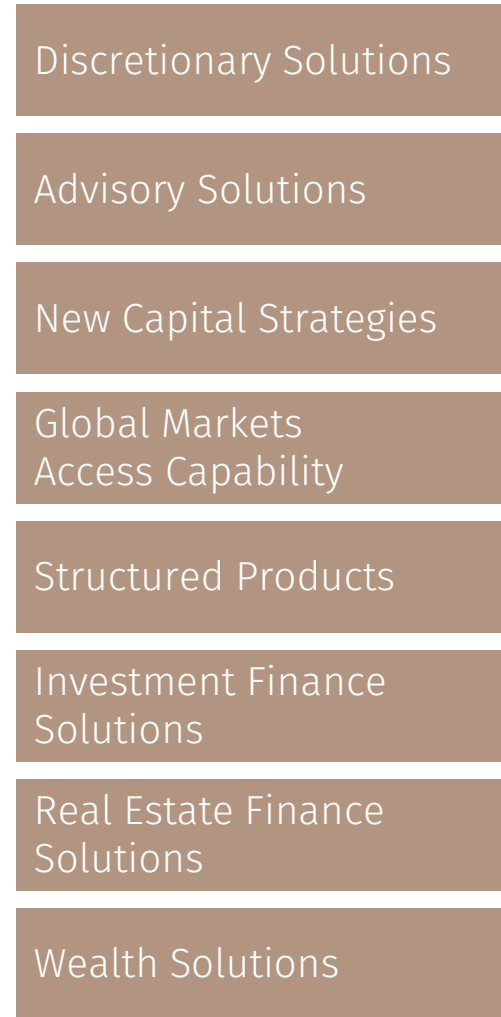 Discretionary Solutions
Advisory Solutions
New Capital Strategies
Global Markets
Access Capability
Structured Products
Investment Finance
Solutions
Real Estate Finance
Solutions
Wealth Solutions